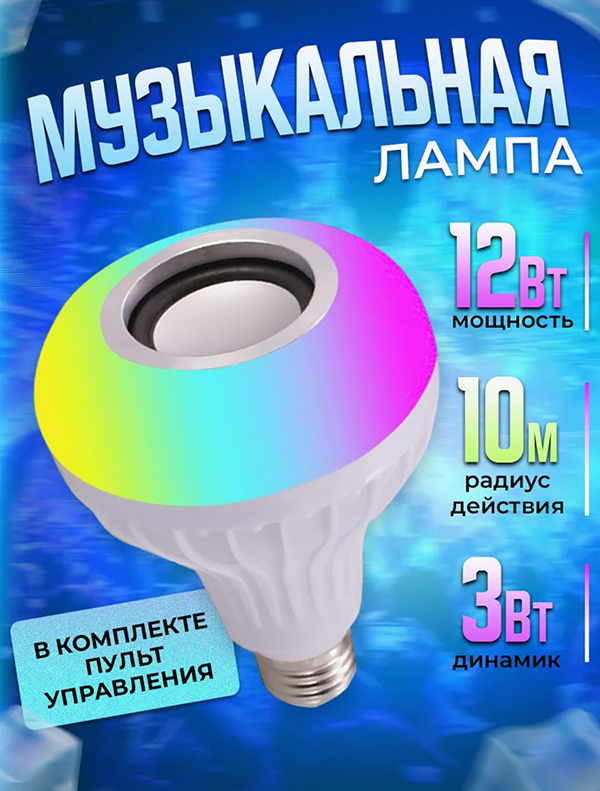 МУЗЫКАЛЬНАЯ
ЛАМПА
12Вт
мощность
10м
радиус
действия
3Вт
динамик
В КОМПЛЕКТЕ
ПУЛЬТ
УПРАВЛЕНИЯ